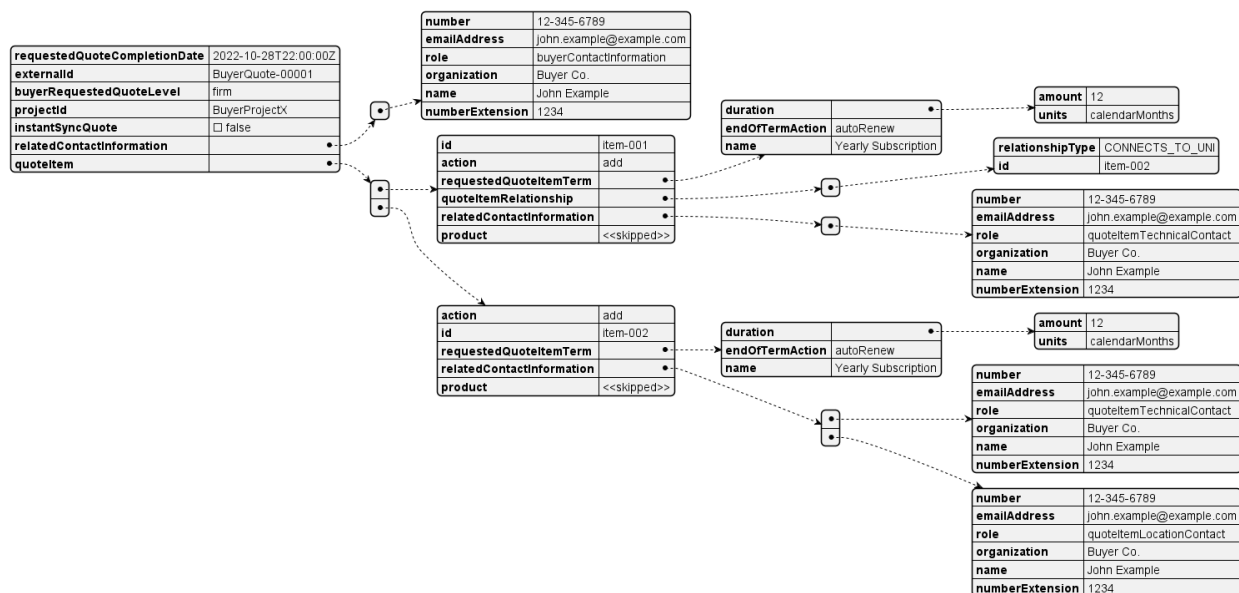 requestedQuoteCompletionDate 2022-10-28T22:00:00Z
externalId BuyerQuote-00001
buyerRequestedQuoteLevel firm
projectId BuyerProjectX
instantSyncQuote ☐ false
relatedContactInformation
quoteItem
number 12-345-6789
emailAddress john.example@example.com
role buyerContactInformation
organization Buyer Co.
name John Example
numberExtension 1234
id item-001
action add
requestedQuoteItemTerm
quoteItemRelationship
relatedContactInformation
product <<skipped>>
duration
endOfTermAction autoRenew
name Yearly Subscription
amount 12
units calendarMonths
relationshipType CONNECTS_TO_UNI
id item-002
number 12-345-6789
emailAddress john.example@example.com
role quoteItemTechnicalContact
organization Buyer Co.
name John Example
numberExtension 1234
action add
id item-002
requestedQuoteItemTerm
relatedContactInformation
product <<skipped>>
duration
endOfTermAction autoRenew
name Yearly Subscription
amount 12
units calendarMonths
number 12-345-6789
emailAddress john.example@example.com
role quoteItemTechnicalContact
organization Buyer Co.
name John Example
numberExtension 1234
number 12-345-6789
emailAddress john.example@example.com
role quoteItemLocationContact
organization Buyer Co.
name John Example
numberExtension 1234